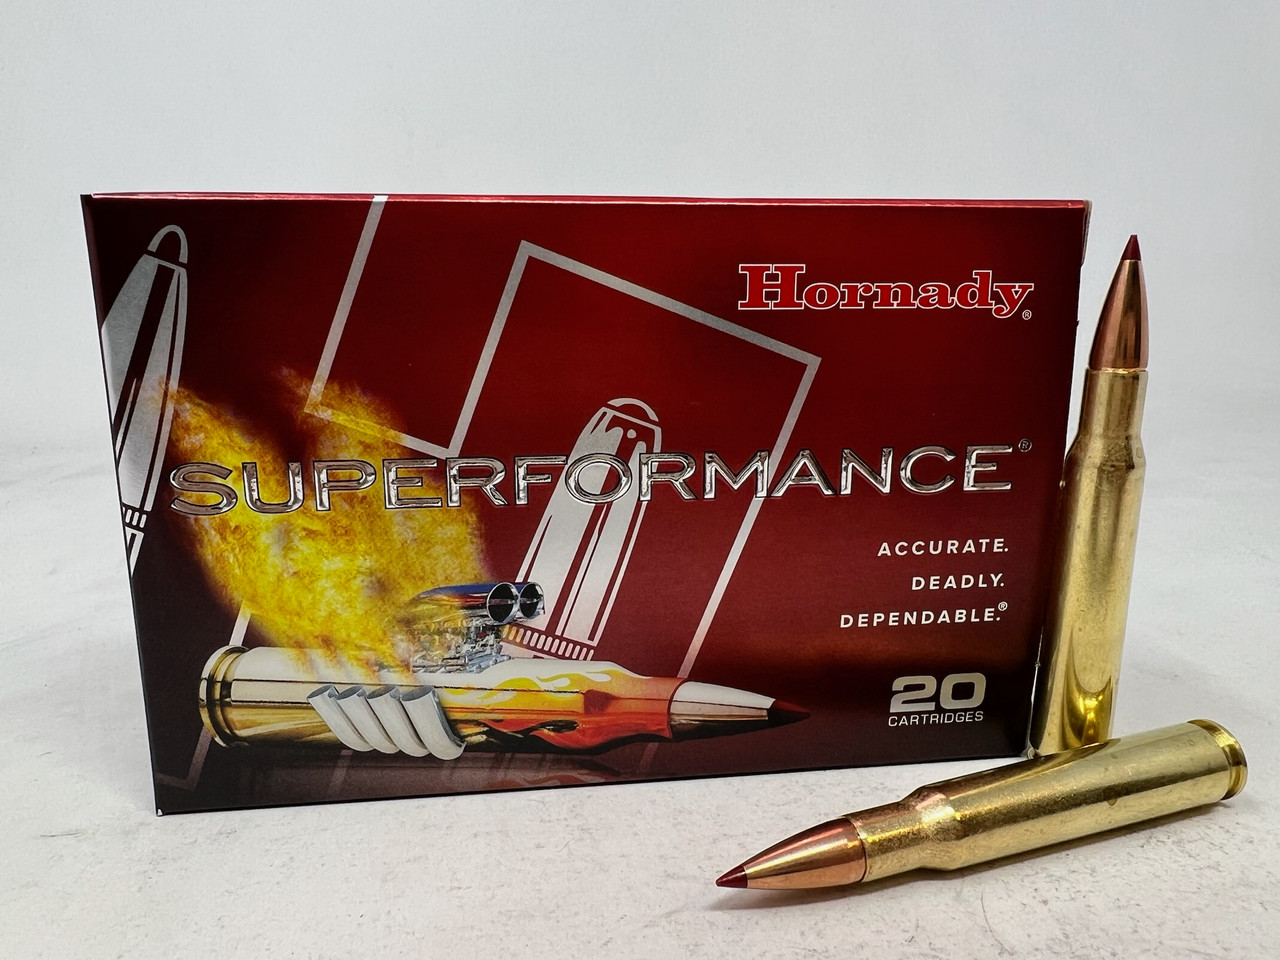 Hornady®
SUPERFORMANCE®
ACCURATE.
DEADLY.
DEPENDABLE.®
20
CARTRIDGES